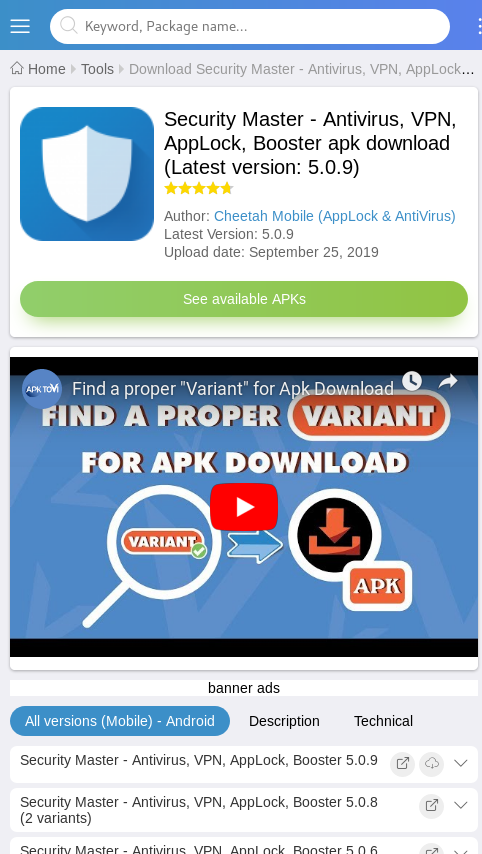 Keyword, Package name...
Home Tools Download Security Master - Antivirus, VPN, AppLock...
Security Master - Antivirus, VPN,
AppLock, Booster apk download
(Latest version: 5.0.9)
Author: Cheetah Mobile (AppLock & AntiVirus)
Latest Version: 5.0.9
Upload date: September 25, 2019
See available APKs
Find a proper "Variant" for Apk Download
FIND A PROPER VARIANT
FOR APK DOWNLOAD
VARIANT
APK
banner ads
All versions (Mobile) - Android Description Technical
Security Master - Antivirus, VPN, AppLock, Booster 5.0.9
Security Master - Antivirus, VPN, AppLock, Booster 5.0.8
(2 variants)
Security Master - Antivirus, VPN, AppLock, Booster 5.0.6